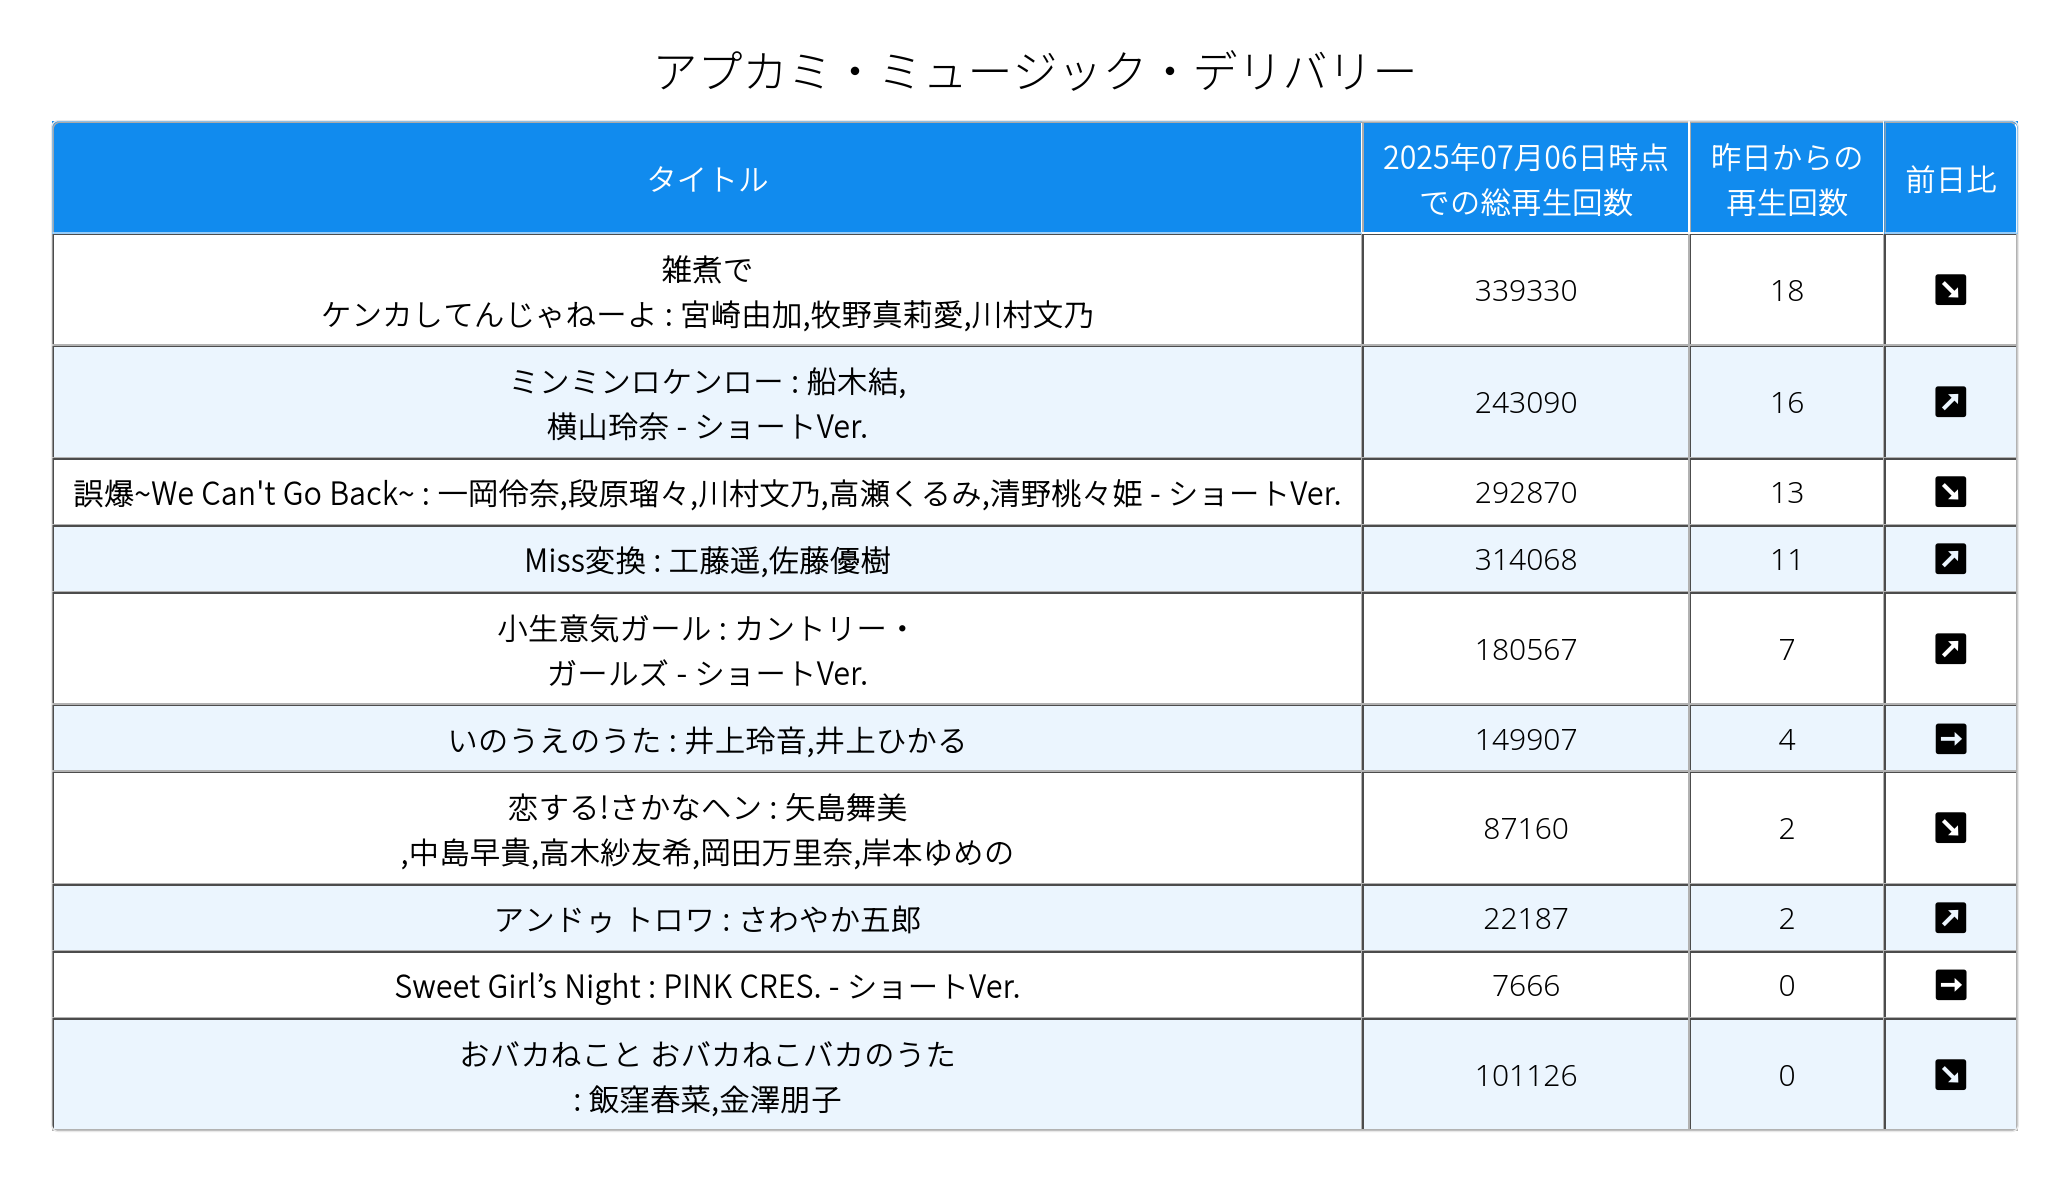 アプカミ・ミュージック・デリバリー
タイトル
2025年07月06日時点
での総再生回数
昨日からの
再生回数
前日比
雑煮で
ケンカしてんじゃねーよ : 宮崎由加,牧野真莉愛,川村文乃
339330
18
↘
ミンミンロケンロー : 船木結,
横山玲奈 - ショートVer.
243090
16
↗
誤爆~We Can't Go Back~ : 一岡伶奈,段原瑠々,川村文乃,高瀬くるみ,清野桃々姫 - ショートVer.
292870
13
↘
Miss変換 : 工藤遥,佐藤優樹
314068
11
↗
小生意気ガール : カントリー・
ガールズ - ショートVer.
180567
7
↗
いのうえのうた : 井上玲音,井上ひかる
149907
4
→
恋する!さかなヘン : 矢島舞美
,中島早貴,高木紗友希,岡田万里奈,岸本ゆめの
87160
2
↘
アンドゥ トロワ : さわやか五郎
22187
2
↗
Sweet Girl’s Night : PINK CRES. - ショートVer.
7666
0
→
おバカねこと おバカねこバカのうた
: 飯窪春菜,金澤朋子
101126
0
↘